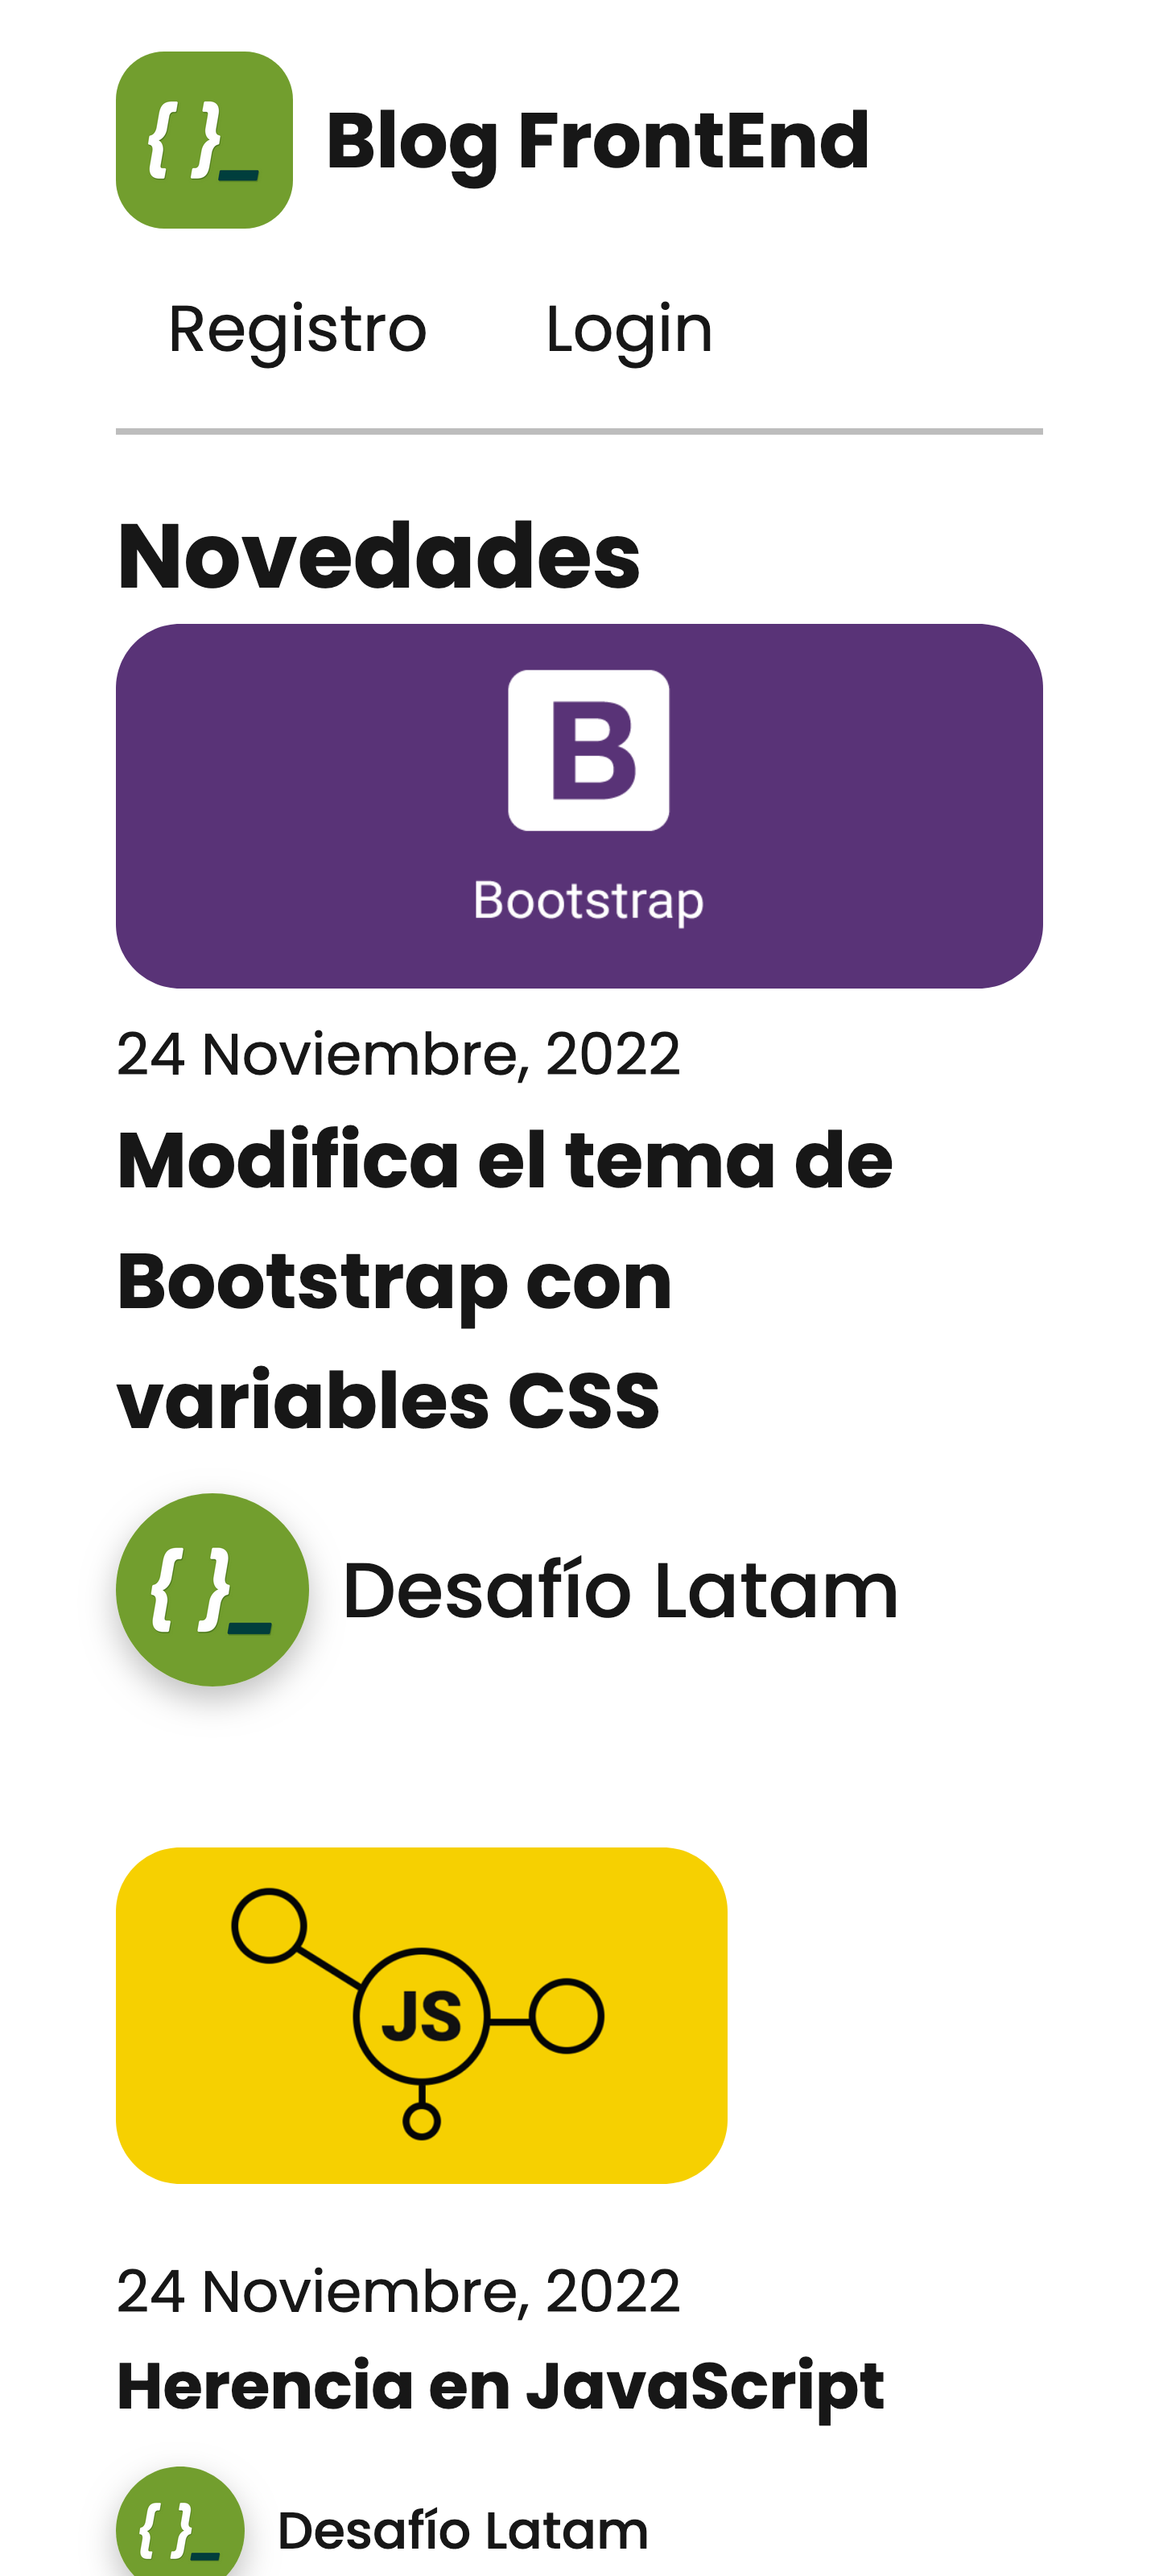 { }_
Blog FrontEnd
Registro Login
Novedades
B
Bootstrap
24 Noviembre, 2022
Modifica el tema de
Bootstrap con
variables CSS
{ }_
Desafío Latam
JS
24 Noviembre, 2022
Herencia en JavaScript
{ }_
Desafío Latam